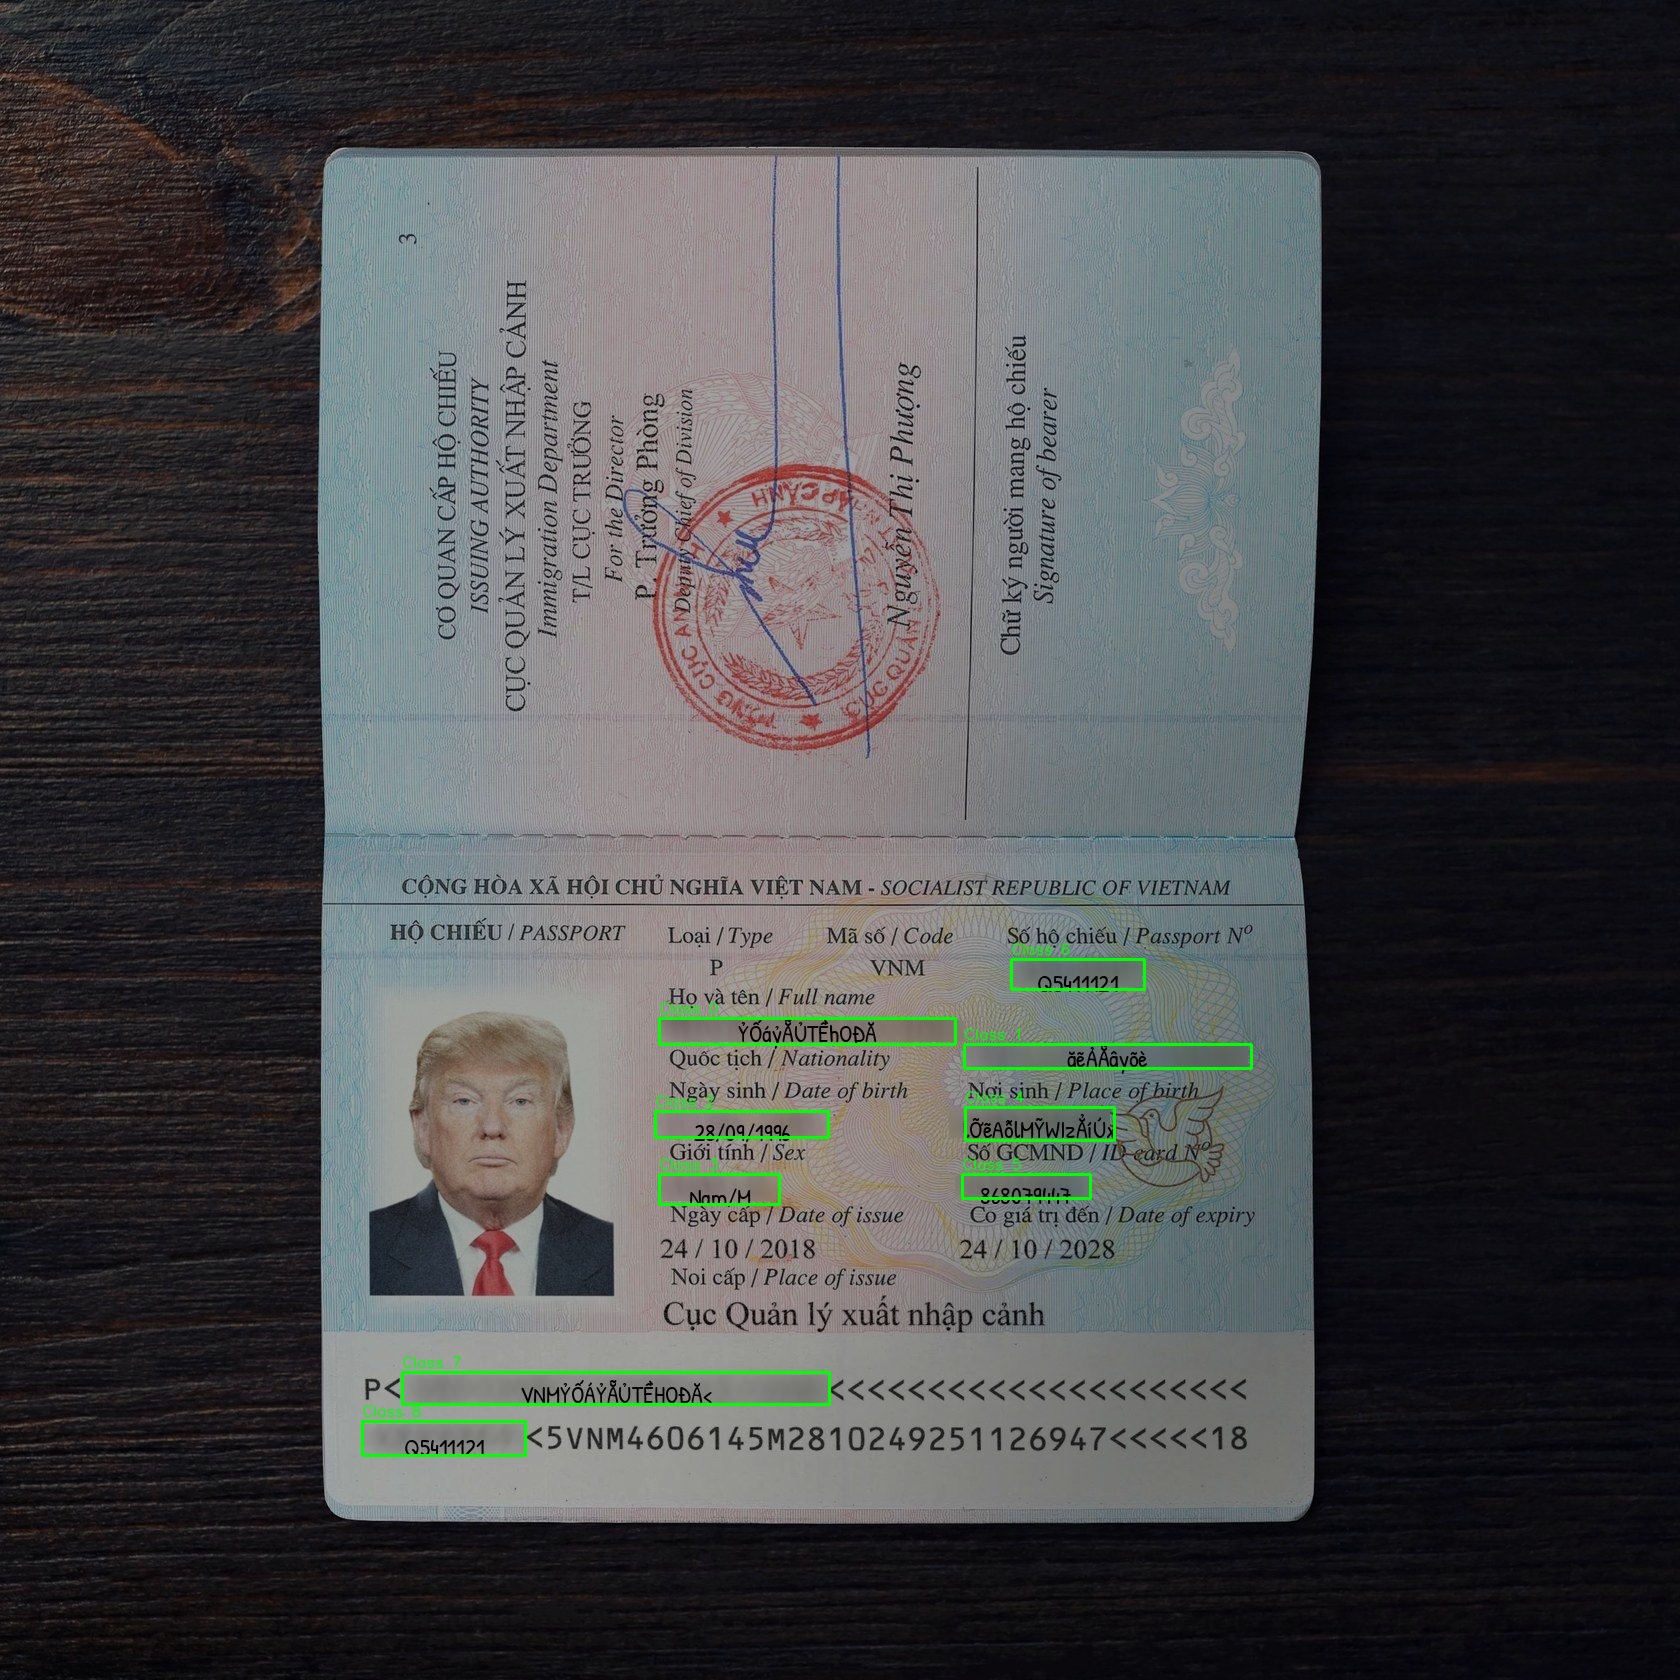 3
CƠ QUAN CẤP HỘ CHIẾU
ISSUING AUTHORITY
CỤC QUẢN LÝ XUẤT NHẬP CẢNH
Immigration Department
T/L CỤC TRƯỞNG
For the Director
P. Trưởng Phòng
Deputy Chief of Division
Nguyễn Thị Phượng
Chữ ký người mang hộ chiếu
Signature of bearer
CỘNG HÒA XÃ HỘI CHỦ NGHĨA VIỆT NAM - SOCIALIST REPUBLIC OF VIETNAM
HỘ CHIẾU / PASSPORT
Loại / Type Mã số / Code Số hộ chiếu / Passport Nº
P VNM
Class 6
Q5411121
Họ và tên / Full name
Class 0
ỲỐáỷẴỦTỀhOĐĂ
Quốc tịch / Nationality
Class 1
Ngày sinh / Date of birth Nơi sinh / Place of birth
Class 2 Class 4
28/09/1996
Giới tính / Sex Số GCMND / ID card Nº
Class 3 Class 5
Nam/M 868079447
Ngày cấp / Date of issue Có giá trị đến / Date of expiry
24 / 10 / 2018 24 / 10 / 2028
Noi cấp / Place of issue
Cục Quản lý xuất nhập cảnh
Class 7
P< VNMỲỐÁỶẴỦTỀHOĐĂ< <<<<<<<<<<<<<<<<<<<<<<
Class 8
Q5411121 <5VNM4606145M2810249251126947<<<<<18